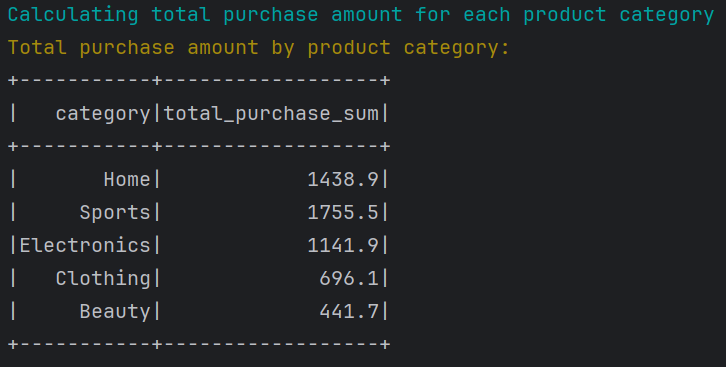 Calculating total purchase amount for each product category
Total purchase amount by product category:
+-----------+------------------+
|   category|total_purchase_sum|
+-----------+------------------+
|       Home|            1438.9|
|     Sports|            1755.5|
|Electronics|            1141.9|
|   Clothing|             696.1|
|     Beauty|             441.7|
+-----------+------------------+